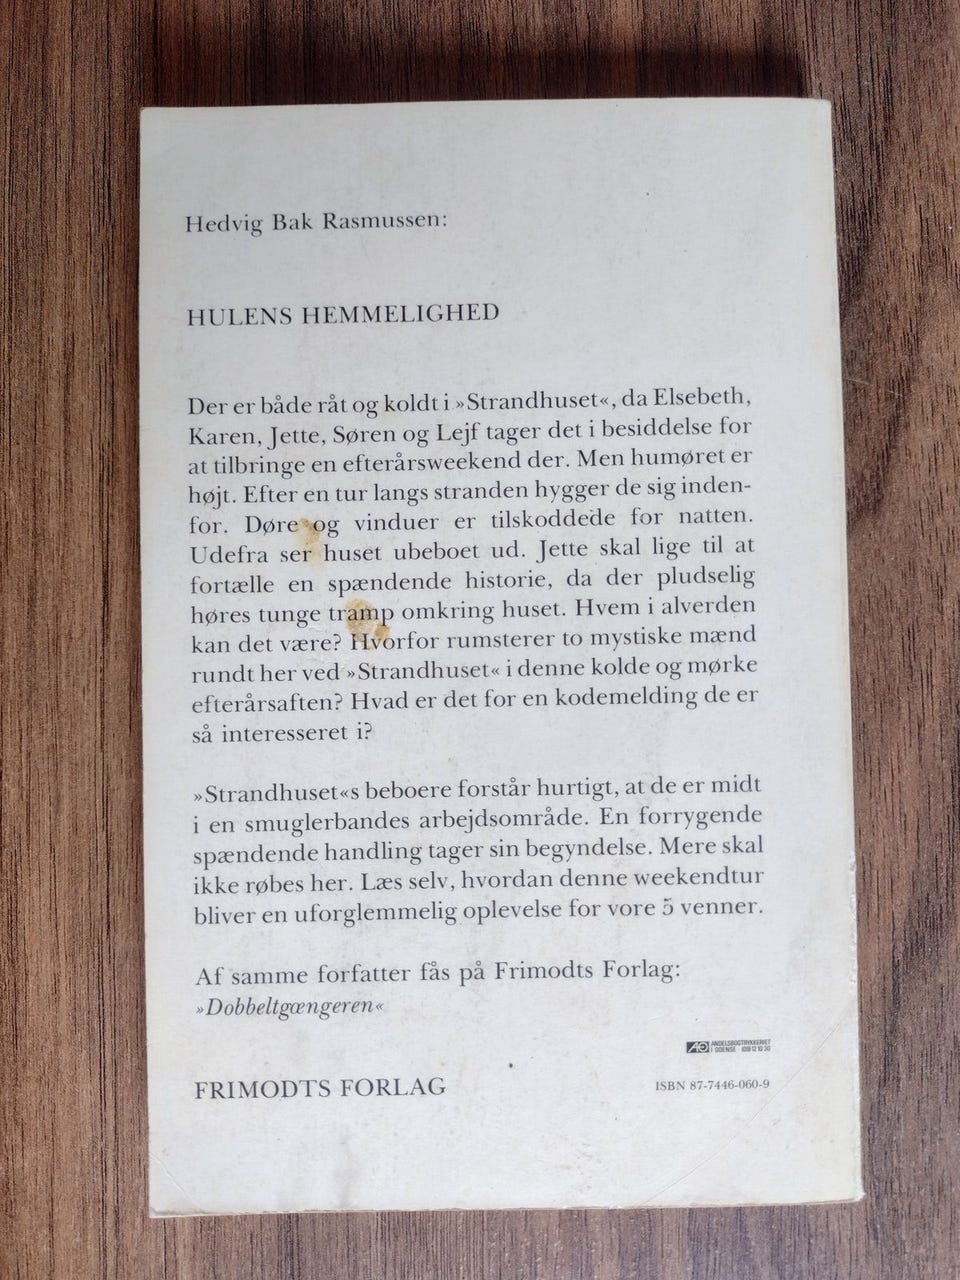 Hedvig Bak Rasmussen:
HULENS HEMMELIGHED
Der er både råt og koldt i »Strandhuset«, da Elsebeth,
Karen, Jette, Søren og Lejf tager det i besiddelse for
at tilbringe en efterårsweekend der. Men humøret er
højt. Efter en tur langs stranden hygger de sig inden-
for. Døre og vinduer er tilskoddede for natten.
Udefra ser huset ubeboet ud. Jette skal lige til at
fortælle en spændende historie, da der pludselig
høres tunge tramp omkring huset. Hvem i alverden
kan det være? Hvorfor rumsterer to mystiske mænd
rundt her ved »Strandhuset« i denne kolde og mørke
efterårsaften? Hvad er det for en kodemelding de er
så interesseret i?
»Strandhuset«s beboere forstår hurtigt, at de er midt
i en smuglerbandes arbejdsområde. En forrygende
spændende handling tager sin begyndelse. Mere skal
ikke røbes her. Læs selv, hvordan denne weekendtur
bliver en uforglemmelig oplevelse for vore 5 venner.
Af samme forfatter fås på Frimodts Forlag:
»Dobbeltgængeren«
AO ANDELSBOGTRYKKERIET
I ODENSE
FRIMODTS FORLAG
ISBN 87-7446-060-9